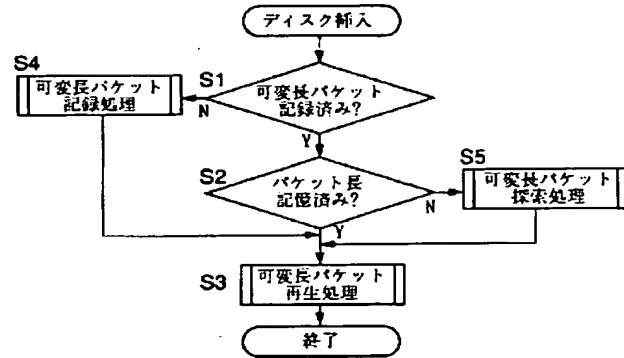 ディスク挿入
S4
可変長パケット
記録処理
S1
可変長パケット
記録済み?
N
Y
S2
パケット長
記憶済み?
N
Y
S5
可変長パケット
探索処理
S3
可変長パケット
再生処理
終了